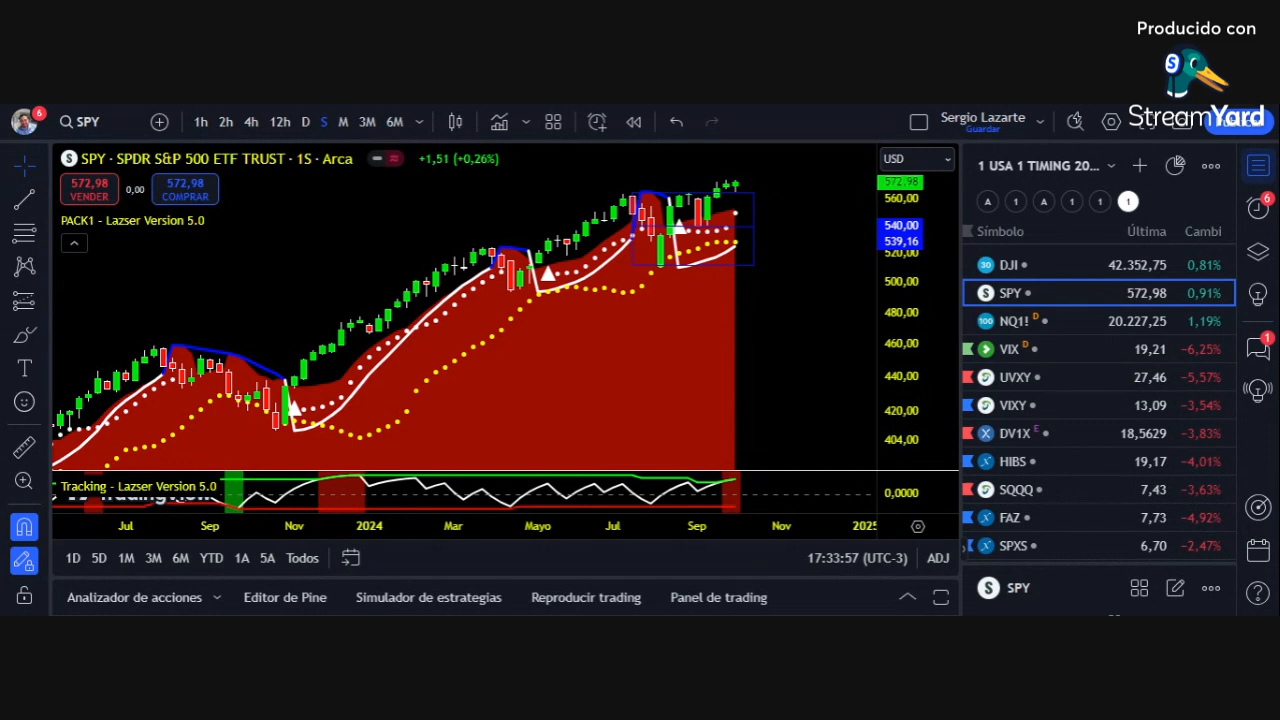 Producido con
StreamYard
6
SPY
1h 2h 4h 12h D S M 3M 6M
Sergio Lazarte
Guardar
S SPY · SPDR S&P 500 ETF TRUST · 1S · Arca +1,51 (+0,26%)
572,98
VENDER
0,00
572,98
COMPRAR
PACK1 - Lazser Version 5.0
USD
572,98
560,00
540,00
539,16
520,00
500,00
480,00
460,00
440,00
420,00
404,00
Tracking - Lazser Version 5.0
0,0000
Jul Sep Nov 2024 Mar Mayo Jul Sep Nov 2025
1D 5D 1M 3M 6M YTD 1A 5A Todos
17:33:57 (UTC-3) ADJ
Analizador de acciones Editor de Pine Simulador de estrategias Reproducir trading Panel de trading
1 USA 1 TIMING 20...
A 1 A 1 1 1
Símbolo Última Cambi
30 DJI 42.352,75 0,81%
S SPY 572,98 0,91%
100 NQ1! D 20.227,25 1,19%
VIX D 19,21 −6,25%
UVXY 27,46 −5,57%
VIXY 13,09 −3,54%
DV1X E 18,5629 −3,83%
HIBS 19,17 −4,01%
SQQQ 7,43 −3,63%
FAZ 7,73 −4,92%
SPXS 6,70 −2,47%
S SPY
6
1